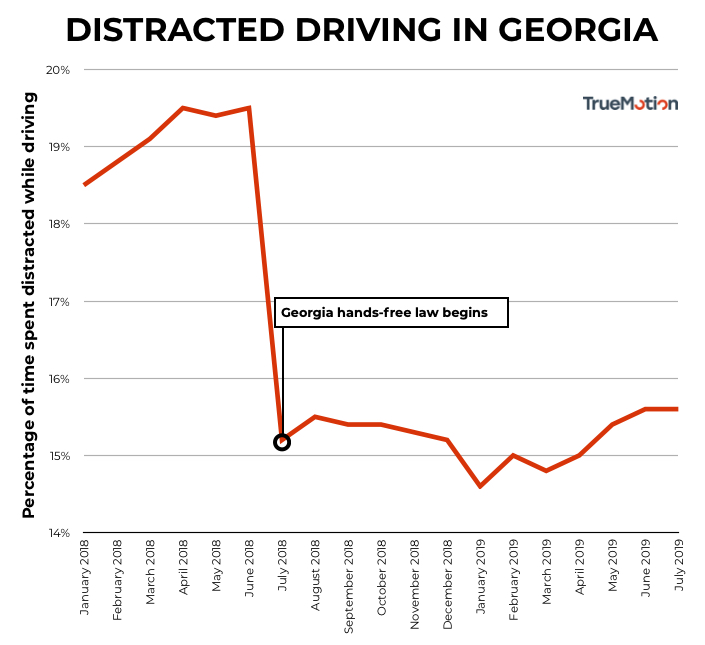 DISTRACTED DRIVING IN GEORGIA
TrueMotion
Percentage of time spent distracted while driving
20%
19%
18%
17%
16%
15%
14%
Georgia hands-free law begins
January 2018
February 2018
March 2018
April 2018
May 2018
June 2018
July 2018
August 2018
September 2018
October 2018
November 2018
December 2018
January 2019
February 2019
March 2019
April 2019
May 2019
June 2019
July 2019